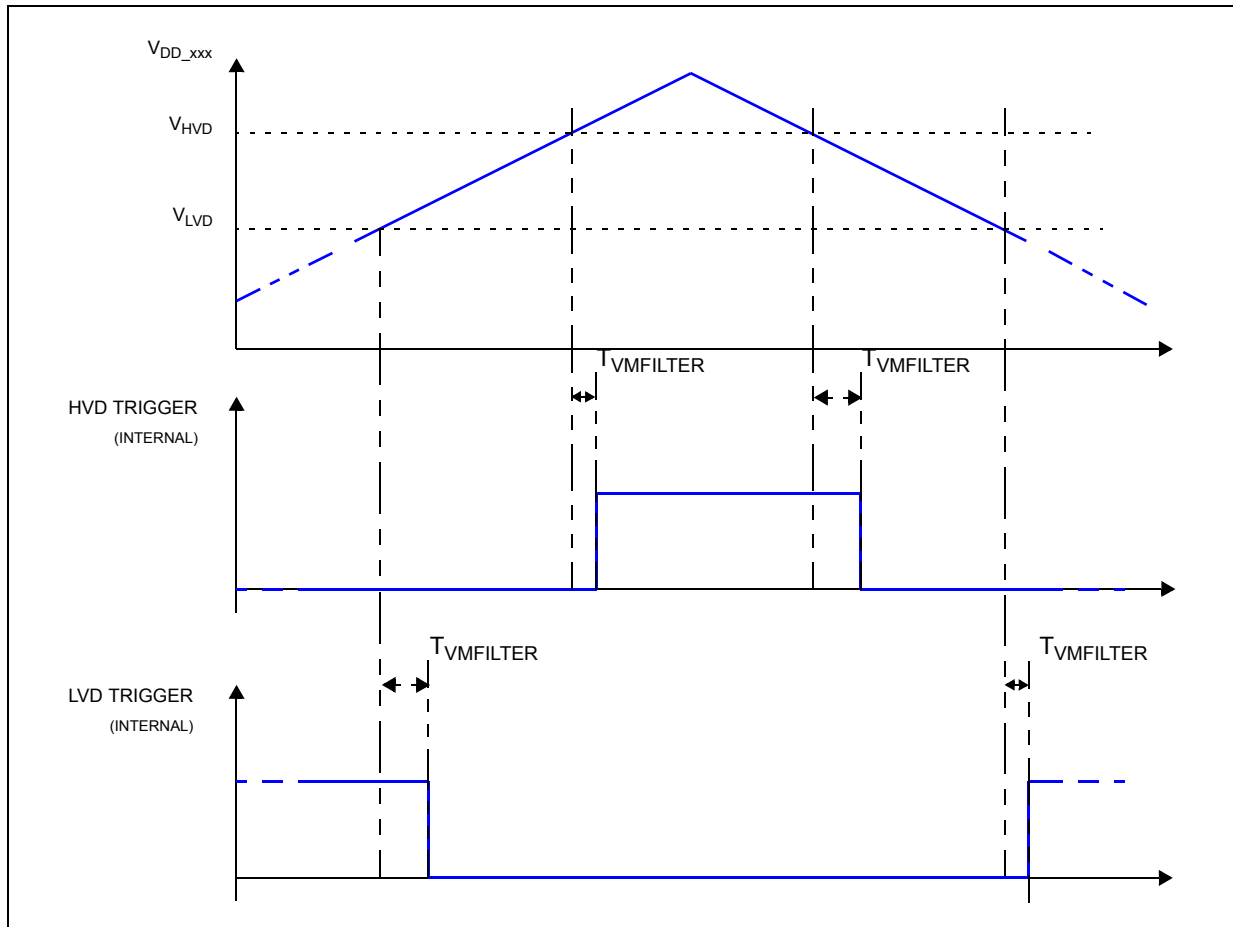 VDD_xxx
VHVD
VLVD
TVMFILTER
TVMFILTER
HVD TRIGGER
(INTERNAL)
TVMFILTER
TVMFILTER
LVD TRIGGER
(INTERNAL)